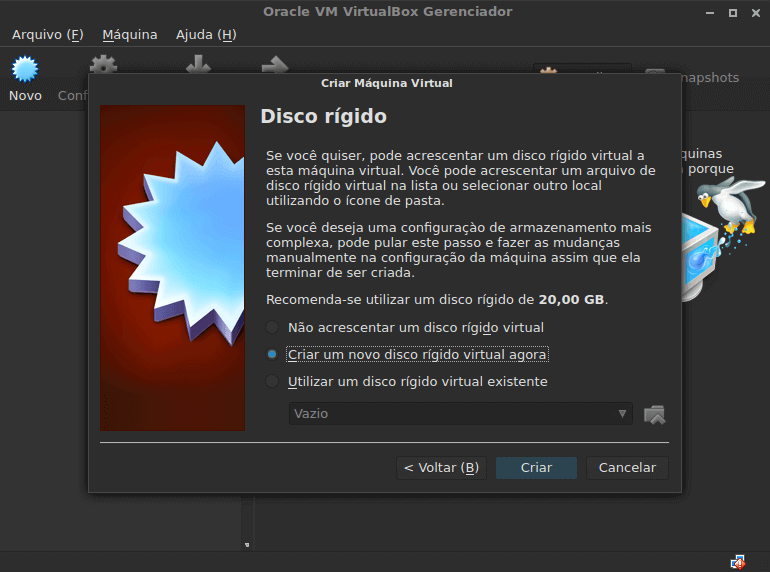 Oracle VM VirtualBox Gerenciador
Arquivo (F) Máquina Ajuda (H)
Novo Conf
napshots
quinas
porque
Criar Máquina Virtual
Disco rígido
Se você quiser, pode acrescentar um disco rígido virtual a
esta máquina virtual. Você pode acrescentar um arquivo de
disco rígido virtual na lista ou selecionar outro local
utilizando o ícone de pasta.
Se você deseja uma configuraçào de armazenamento mais
complexa, pode pular este passo e fazer as mudanças
manualmente na configuração da máquina assim que ela
terminar de ser criada.
Recomenda-se utilizar um disco rígido de 20,00 GB.
Não acrescentar um disco rígido virtual
Criar um novo disco rígido virtual agora
Utilizar um disco rígido virtual existente
Vazio
< Voltar (B) Criar Cancelar